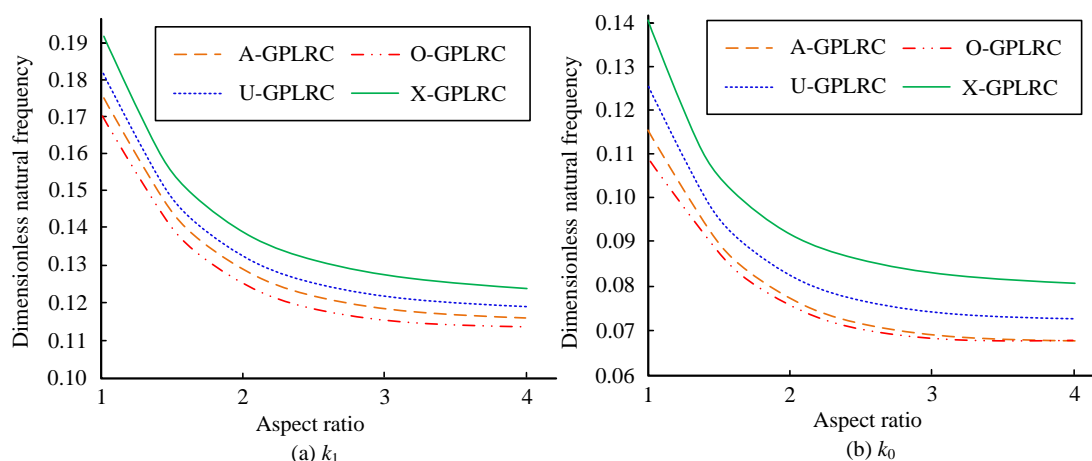 Dimensionless natural frequency
0.19
0.18
0.17
0.16
0.15
0.14
0.13
0.12
0.11
0.10
A-GPLRC
O-GPLRC
U-GPLRC
X-GPLRC
1
2
3
4
Aspect ratio
(a) k₁
Dimensionless natural frequency
0.14
0.13
0.12
0.11
0.10
0.09
0.08
0.07
0.06
A-GPLRC
O-GPLRC
U-GPLRC
X-GPLRC
1
2
3
4
Aspect ratio
(b) k₀